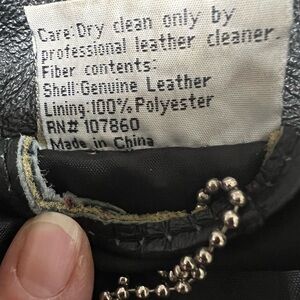 Care:Dry clean only by
professional leather cleaner.
Fiber contents:
Shell:Genuine Leather
Lining:100% Polyester
RN# 107860
Made in China